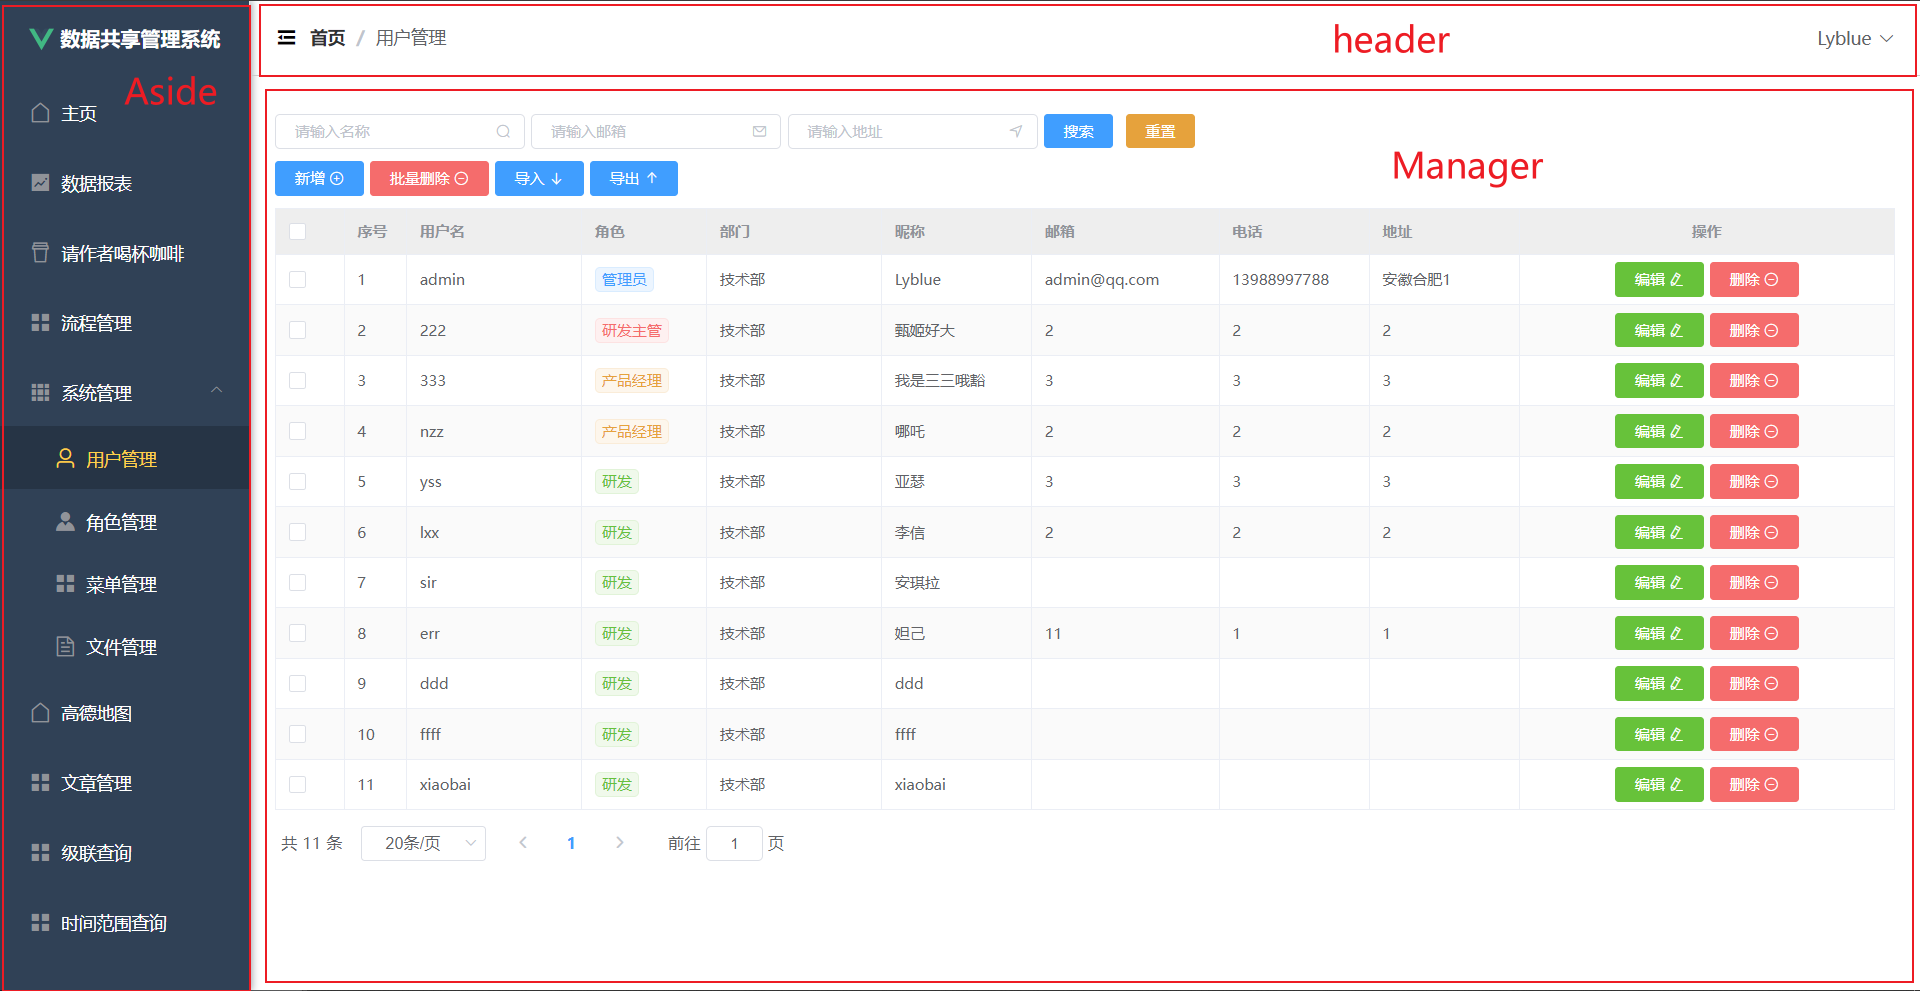 数据共享管理系统
Aside
主页
数据报表
请作者喝杯咖啡
流程管理
系统管理
用户管理
角色管理
菜单管理
文件管理
高德地图
文章管理
级联查询
时间范围查询
首页 / 用户管理
header
Lyblue
请输入名称 请输入邮箱 请输入地址 搜索 重置
Manager
新增 批量删除 导入 导出
序号 用户名 角色 部门 昵称 邮箱 电话 地址 操作
1 admin 管理员 技术部 Lyblue admin@qq.com 13988997788 安徽合肥1 编辑 删除
2 222 研发主管 技术部 甄姬好大 2 2 2 编辑 删除
3 333 产品经理 技术部 我是三三哦豁 3 3 3 编辑 删除
4 nzz 产品经理 技术部 哪吒 2 2 2 编辑 删除
5 yss 研发 技术部 亚瑟 3 3 3 编辑 删除
6 lxx 研发 技术部 李信 2 2 2 编辑 删除
7 sir 研发 技术部 安琪拉 编辑 删除
8 err 研发 技术部 妲己 11 1 1 编辑 删除
9 ddd 研发 技术部 ddd 编辑 删除
10 ffff 研发 技术部 ffff 编辑 删除
11 xiaobai 研发 技术部 xiaobai 编辑 删除
共 11 条 20条/页 1 前往 1 页